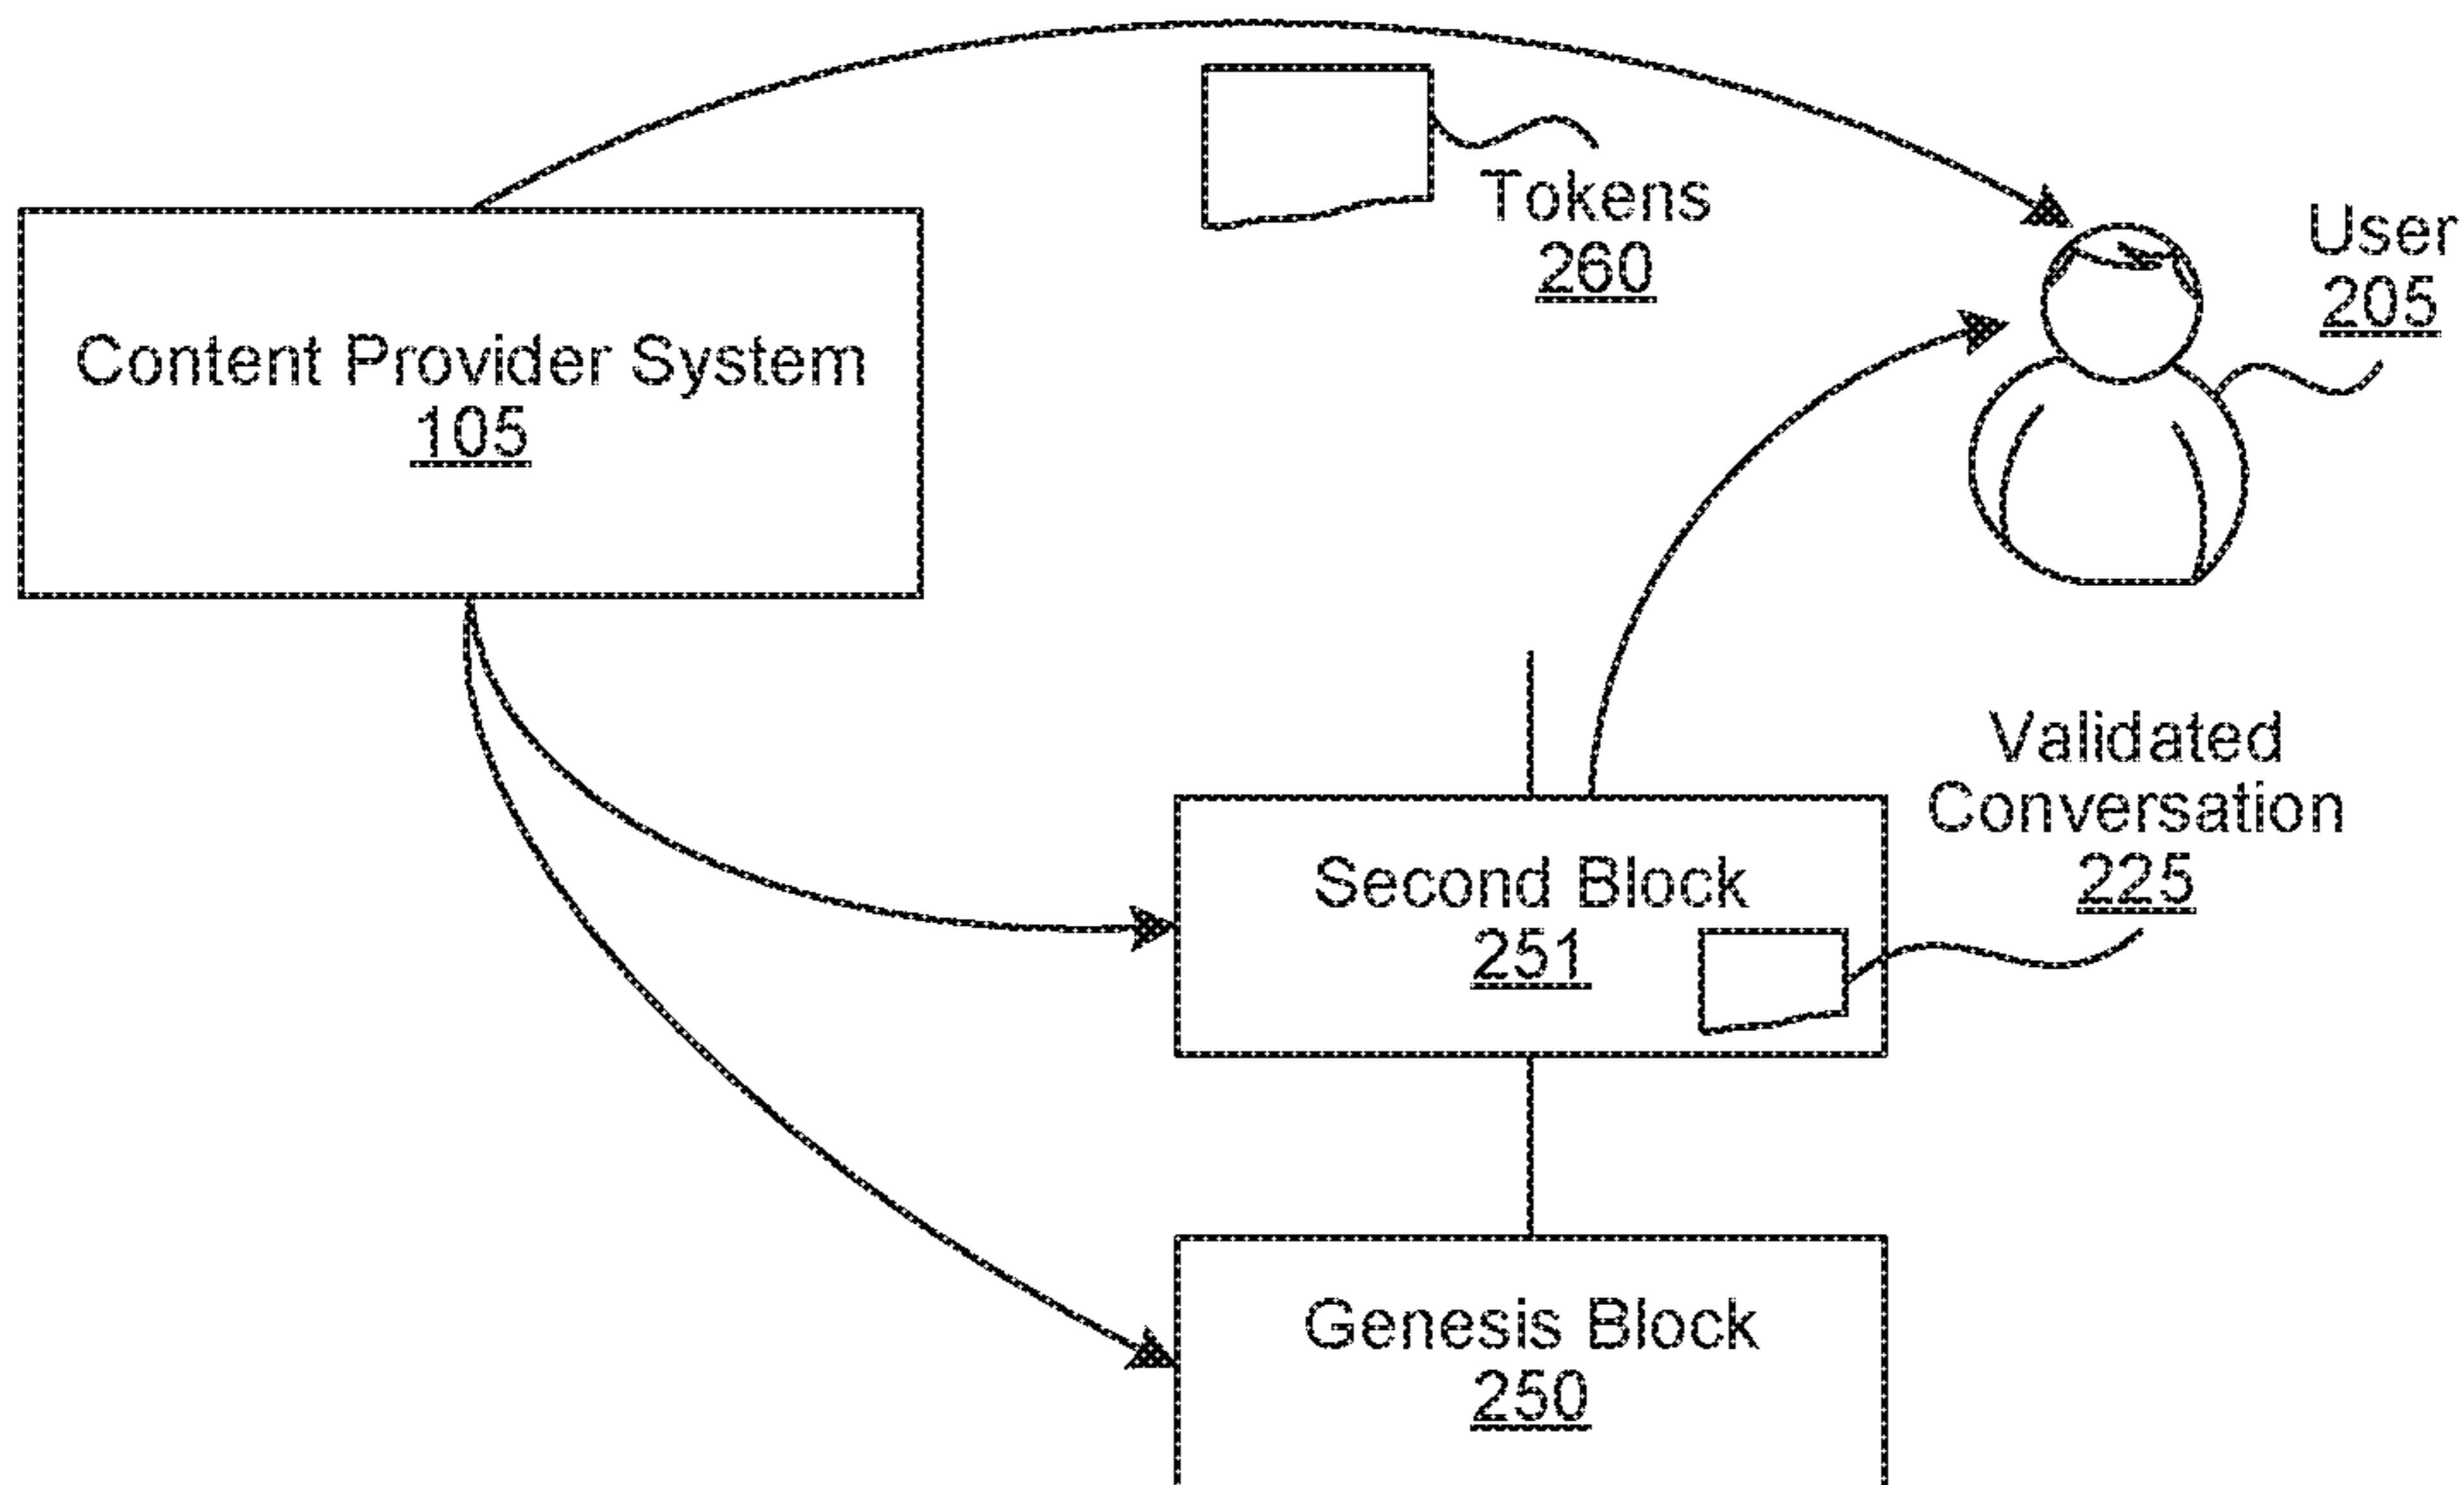 Tokens
260
User
205
Content Provider System
105
Validated
Conversation
225
Second Block
251
Genesis Block
250